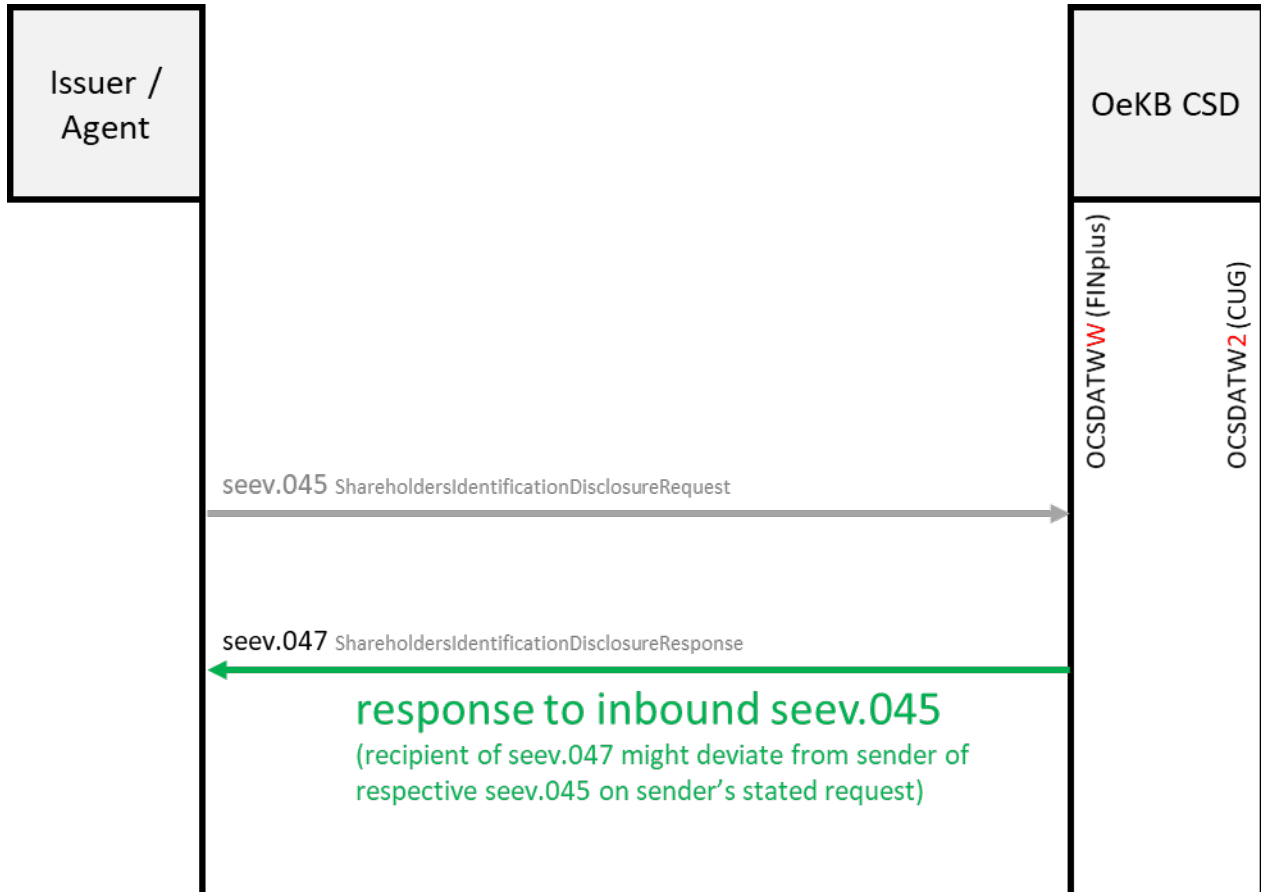 Issuer /
Agent
OeKB CSD
OCSDATWW (FINplus)
OCSDATW2 (CUG)
seev.045 ShareholdersIdentificationDisclosureRequest
seev.047 ShareholdersIdentificationDisclosureResponse
response to inbound seev.045
(recipient of seev.047 might deviate from sender of
respective seev.045 on sender’s stated request)